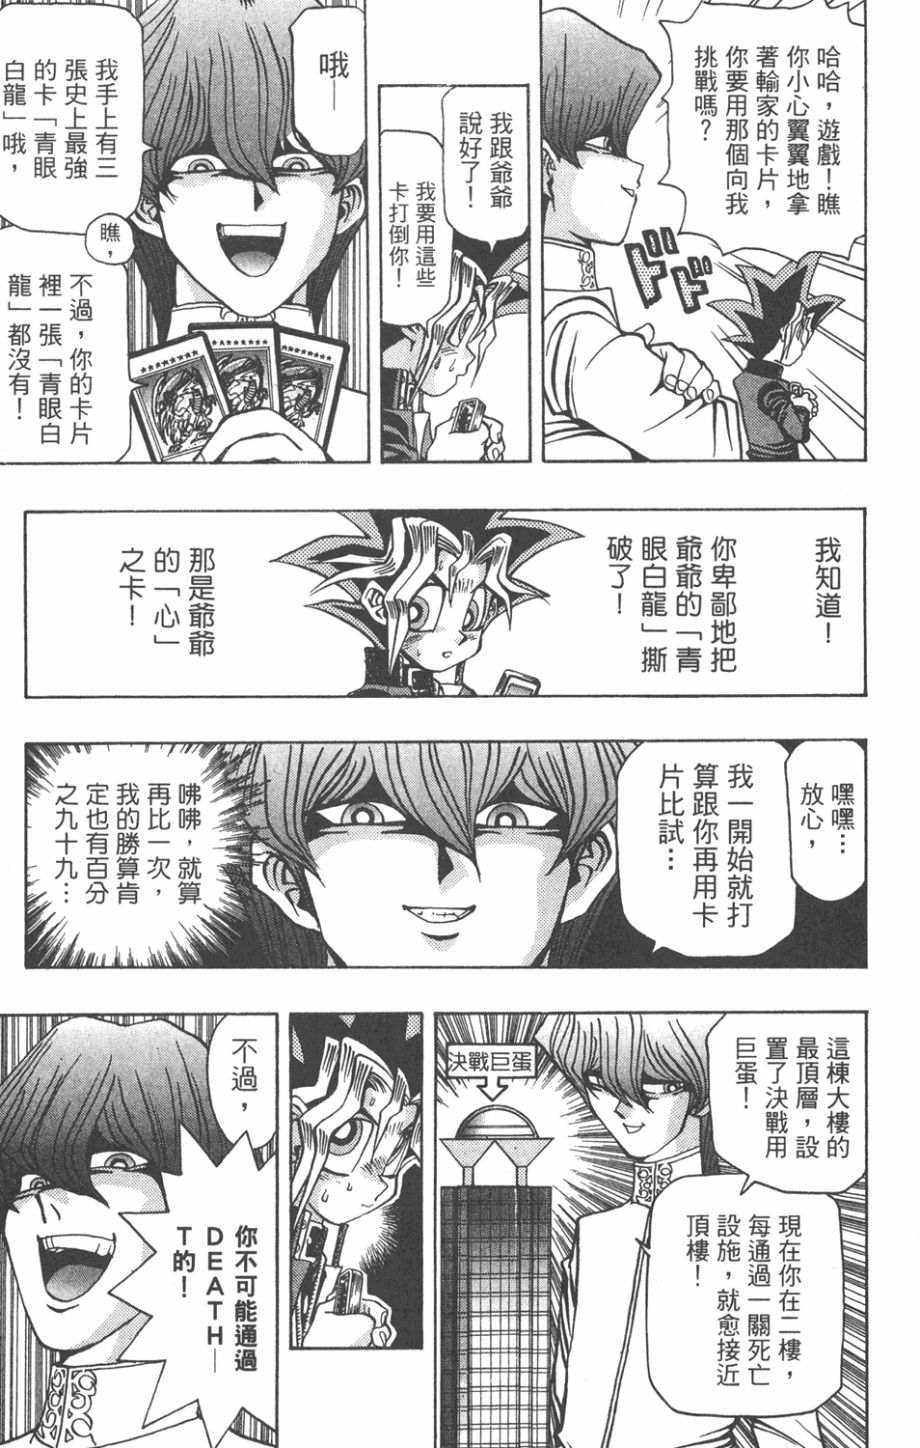 哈哈，遊戲！瞧
你小心翼翼地拿
著輸家的卡片，
你要用那個向我
挑戰嗎？
ドドド
我跟爺爺
說好了！
我要用這些
卡打倒你！
哦—
我手上有三
張史上最強
的卡「青眼
白龍」哦，
瞧，
不過，你的卡片
裡一張「青眼白
龍」都沒有！
我知道！
你卑鄙地把
爺爺的「青
眼白龍」撕
破了！
那是爺爺
的「心」
之卡！
嘿嘿…
放心，
我一開始就打
算跟你再用卡
片比試…
咈咈，就算
再比一次，
我的勝算肯
定也有百分
之九十九…
這棟大樓的
最頂層，設
置了決戰用
巨蛋！
決戰巨蛋
現在你在二樓，
每通過一關死亡
設施，就愈接近
頂樓！
不過，
你不可能通過
DEATH—
T的！